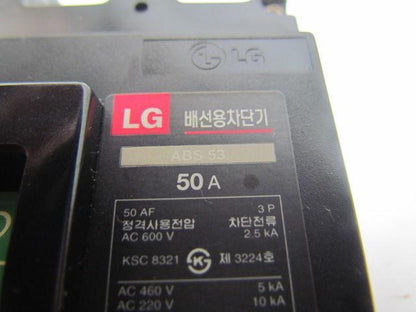 LG
LG 배선용차단기
ABS 53
50 A
50 AF 3 P
정격사용전압 차단전류
AC 600 V 2.5 kA
KSC 8321 제 3224호
AC 460 V 5 kA
AC 220 V 10 kA